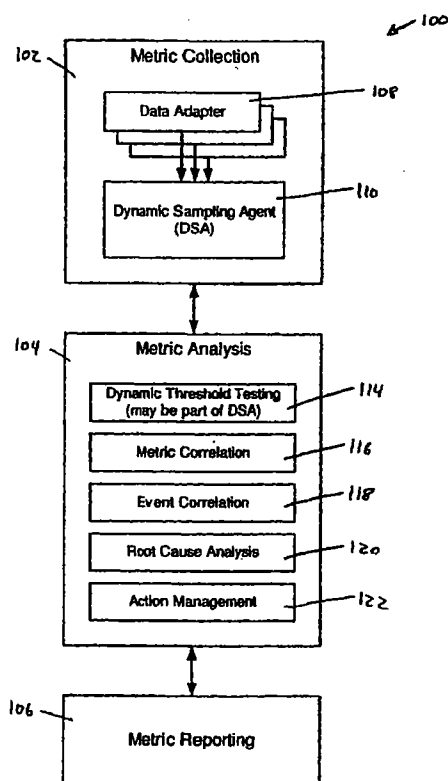 100
102
Metric Collection
Data Adapter
108
Dynamic Sampling Agent
(DSA)
110
104
Metric Analysis
Dynamic Threshold Testing
(may be part of DSA)
114
Metric Correlation
116
Event Correlation
118
Root Cause Analysis
120
Action Management
122
106
Metric Reporting